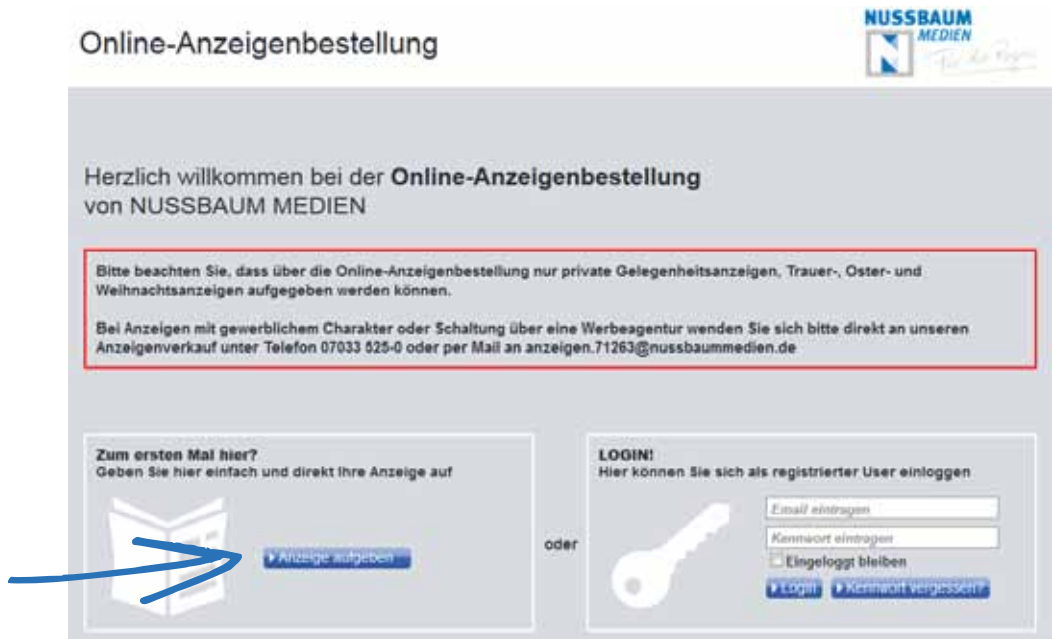 Online-Anzeigenbestellung
NUSSBAUM
MEDIEN
Herzlich willkommen bei der Online-Anzeigenbestellung
von NUSSBAUM MEDIEN
Bitte beachten Sie, dass über die Online-Anzeigenbestellung nur private Gelegenheitsanzeigen, Trauer-, Oster- und
Weihnachtsanzeigen aufgegeben werden können.
Bei Anzeigen mit gewerblichem Charakter oder Schaltung über eine Werbeagentur wenden Sie sich bitte direkt an unseren
Anzeigenverkauf unter Telefon 07033 525-0 oder per Mail an anzeigen.71263@nussbaummedien.de
Zum ersten Mal hier?
Geben Sie hier einfach und direkt Ihre Anzeige auf
Anzeige aufgeben
oder
LOGIN!
Hier können Sie sich als registrierter User einloggen
Email eintragen
Kennwort eintragen
Eingeloggt bleiben
Login Kennwort vergessen?